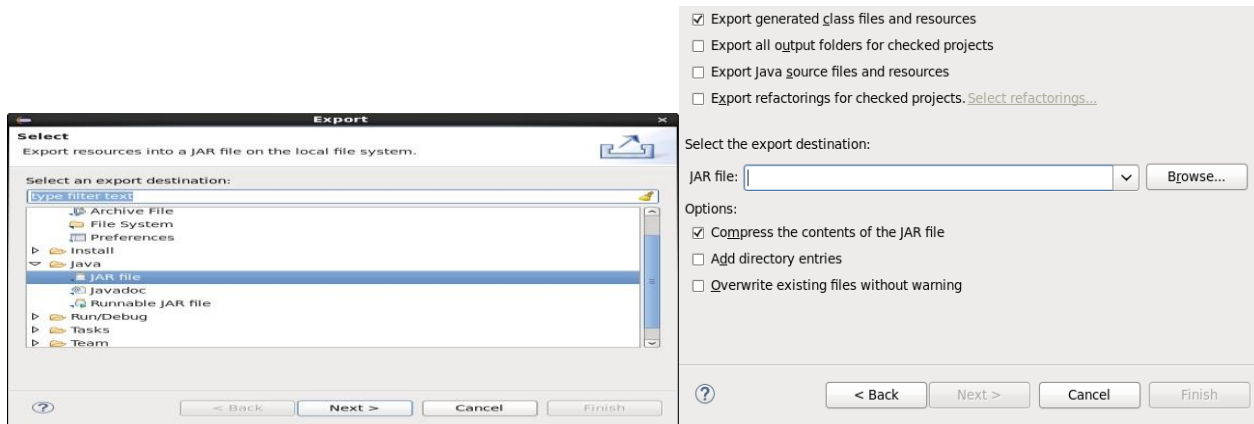 Export
Select
Export resources into a JAR file on the local file system.
Select an export destination:
type filter text
Archive File
File System
Preferences
Install
Java
JAR file
Javadoc
Runnable JAR file
Run/Debug
Tasks
Team
< Back Next > Cancel Finish
Export generated class files and resources
Export all output folders for checked projects
Export Java source files and resources
Export refactorings for checked projects. Select refactorings...
Select the export destination:
JAR file: Browse...
Options:
Compress the contents of the JAR file
Add directory entries
Overwrite existing files without warning
< Back Next > Cancel Finish